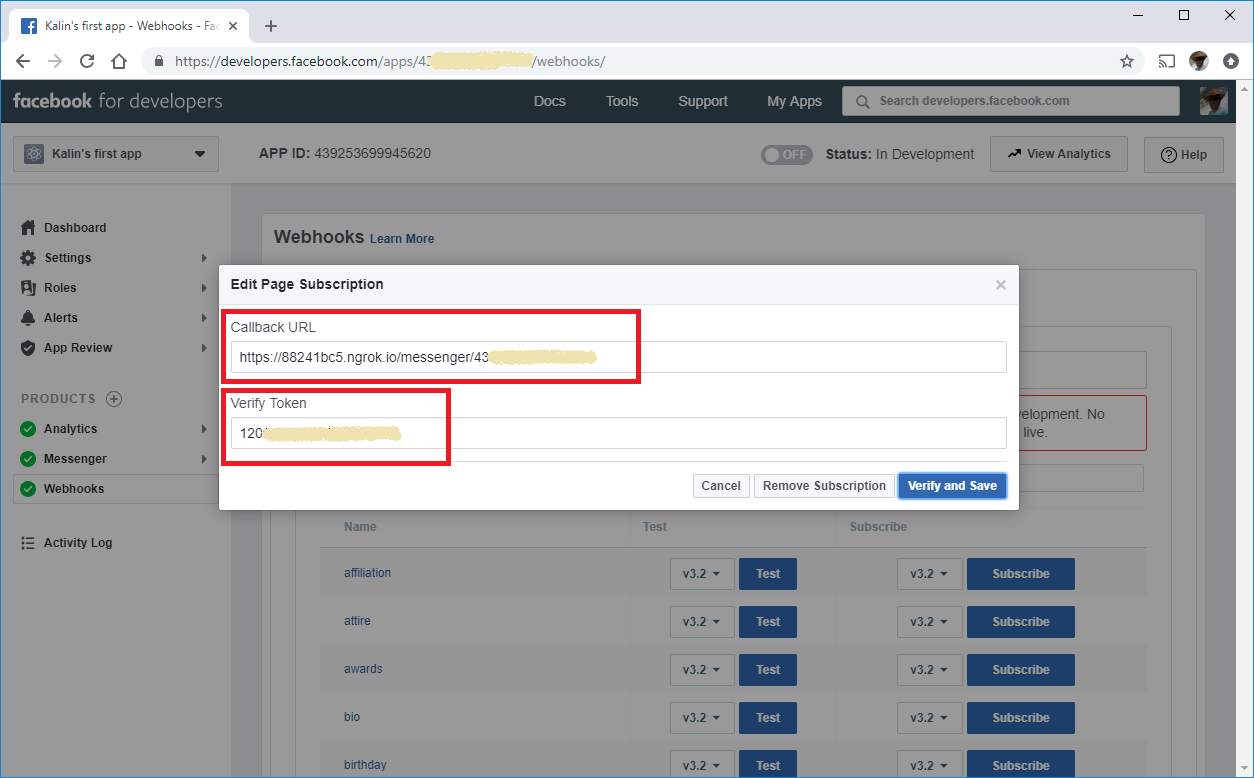 Kalin's first app - Webhooks - Fac
https://developers.facebook.com/apps/43 /webhooks/
facebook for developers
Docs
Tools
Support
My Apps
Search developers.facebook.com
Kalin's first app
APP ID: 439253699945620
OFF
Status: In Development
View Analytics
Help
Dashboard
Settings
Roles
Alerts
App Review
PRODUCTS
Analytics
Messenger
Webhooks
Activity Log
Webhooks Learn More
Edit Page Subscription
Callback URL
https://88241bc5.ngrok.io/messenger/43
Verify Token
120
Cancel
Remove Subscription
Verify and Save
velopment. No
live.
Name Test Subscribe
affiliation v3.2 Test v3.2 Subscribe
attire v3.2 Test v3.2 Subscribe
awards v3.2 Test v3.2 Subscribe
bio v3.2 Test v3.2 Subscribe
birthday v3.2 Test v3.2 Subscribe